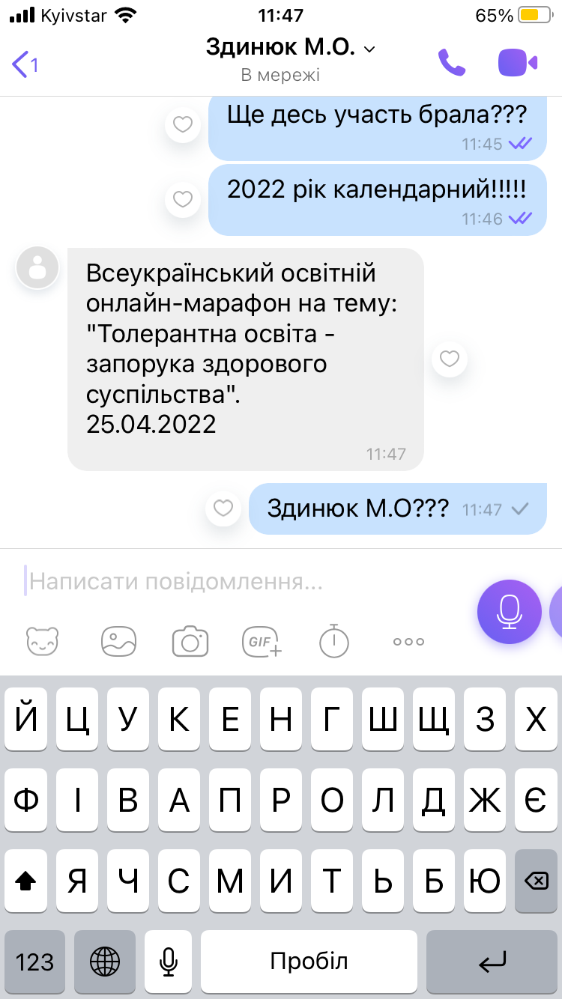 Kyivstar 11:47 65%
1 Здинюк М.О.
В мережі
Ще десь участь брала???
11:45
2022 рік календарний!!!!!
11:46
Всеукраїнський освітній
онлайн-марафон на тему:
"Толерантна освіта -
запорука здорового
суспільства".
25.04.2022
11:47
Здинюк М.О??? 11:47
Написати повідомлення...
GIF
Й Ц У К Е Н Г Ш Щ З Х
Ф І В А П Р О Л Д Ж Є
Я Ч С М И Т Ь Б Ю
123 Пробіл